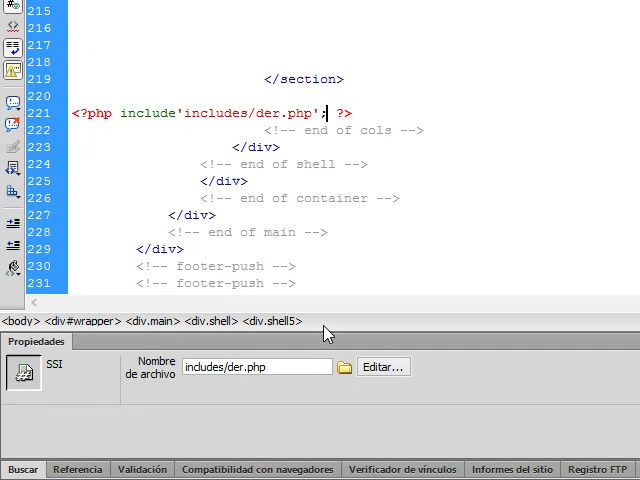 215
216
217
218
219 </section>
220
221 <?php include'includes/der.php'; ?>
222 <!-- end of cols -->
223 </div>
224 <!-- end of shell -->
225 </div>
226 <!-- end of container -->
227 </div>
228 <!-- end of main -->
229 </div>
230 <!-- footer-push -->
231 <!-- footer-push -->
<body> <div#wrapper> <div.main> <div.shell> <div.shell5>
Propiedades
SSI
Nombre de archivo includes/der.php Editar...
Buscar Referencia Validación Compatibilidad con navegadores Verificador de vínculos Informes del sitio Registro FTP